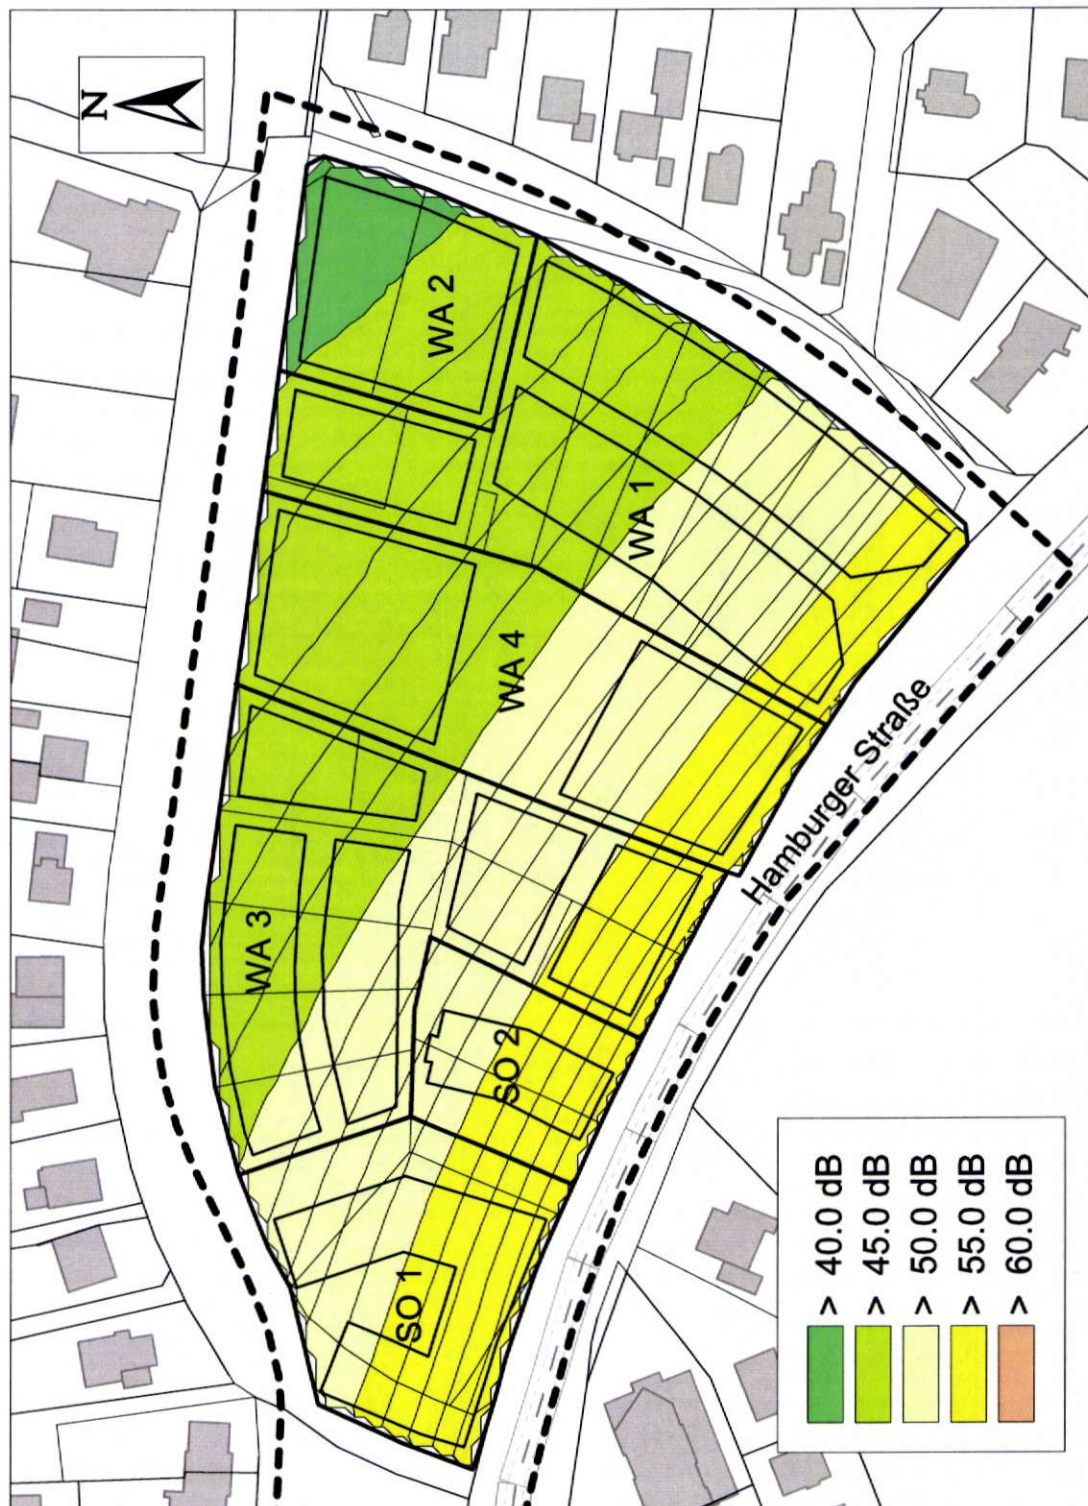 N
WA 2
WA 1
WA 4
WA 3
SO 2
SO 1
Hamburger Straße
> 40.0 dB
> 45.0 dB
> 50.0 dB
> 55.0 dB
> 60.0 dB